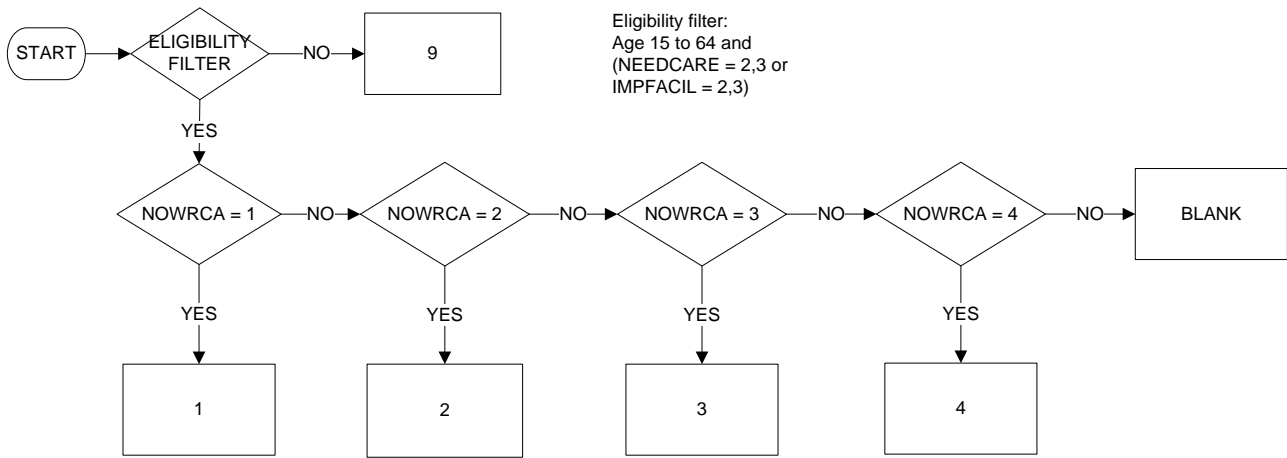 START
ELIGIBILITY
FILTER
NO
9
Eligibility filter:
Age 15 to 64 and
(NEEDCARE = 2,3 or
IMPFACIL = 2,3)
YES
NOWRCA = 1
NO
NOWRCA = 2
NO
NOWRCA = 3
NO
NOWRCA = 4
NO
BLANK
YES
YES
YES
YES
1
2
3
4